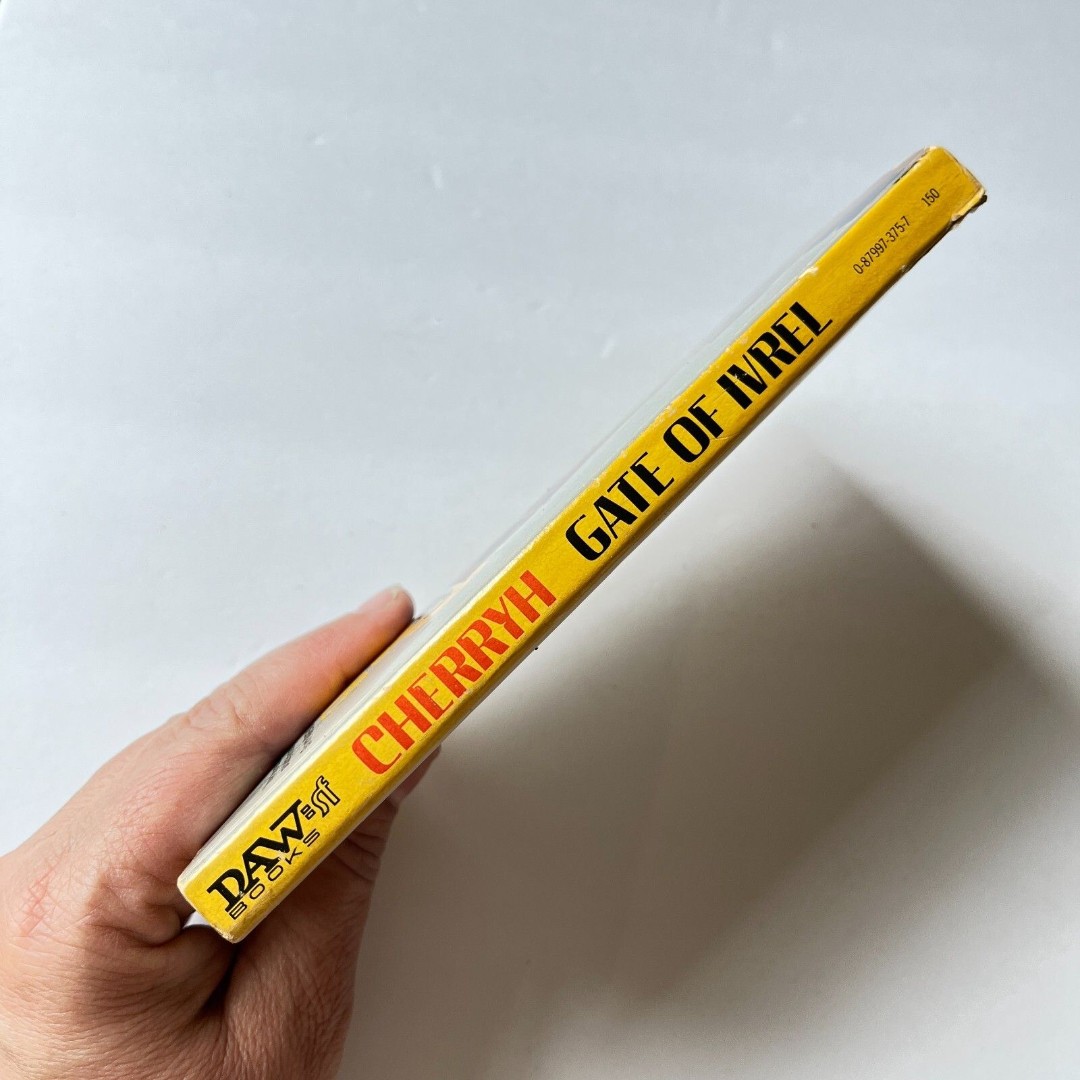 DAW = sf
BOOKS
CHERRYH
GATE OF IVREL
0-87997-375-7 150